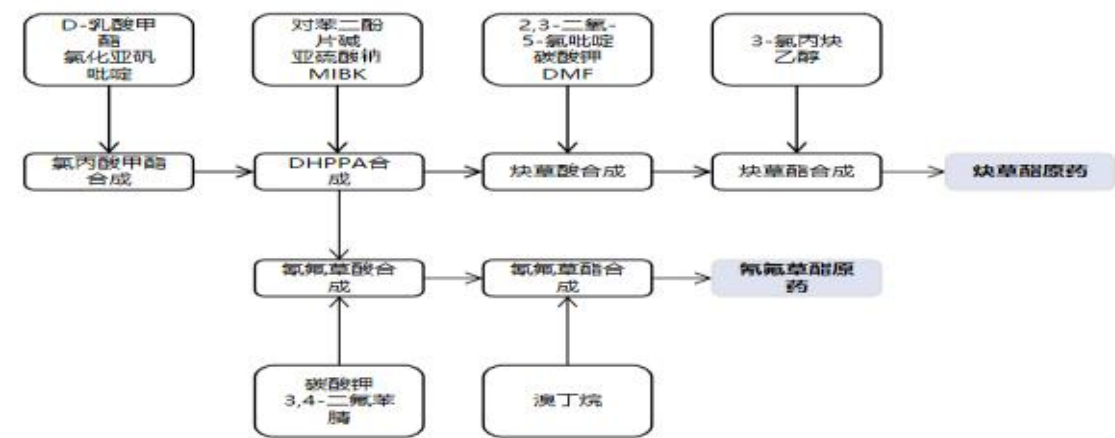 D-乳酸甲
酯
氯化亚矾
吡啶
对苯二酚
片碱
亚硫酸钠
MIBK
2,3-二氟-
5-氯吡啶
碳酸钾
DMF
3-氯丙炔
乙醇
氯丙酸甲酯
合成
DHPPA合
成
炔草酸合成
炔草酯合成
炔草酯原药
氰氟草酸合
成
氰氟草酯合
成
氰氟草酯原
药
碳酸钾
3,4-二氟苯
腈
溴丁烷